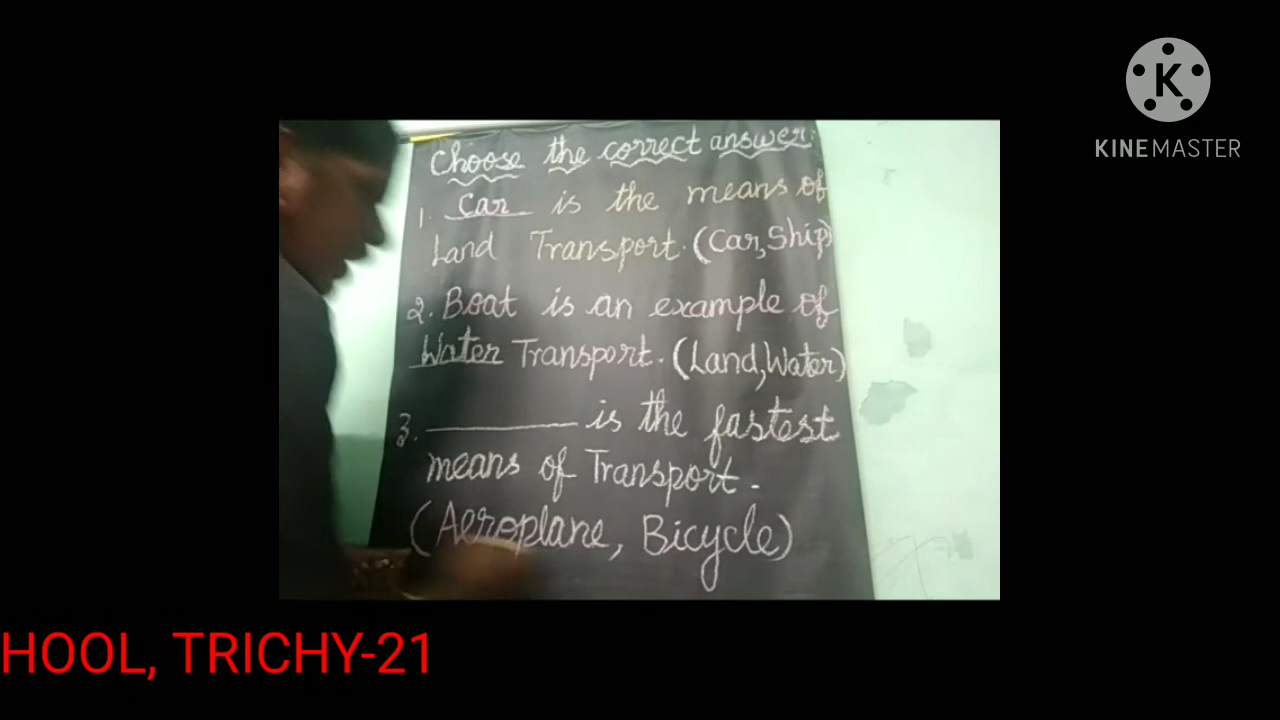 KINEMASTER
Choose the correct answer:
1. Car is the means of
Land Transport. (Car, Ship)
2. Boat is an example of
Water Transport. (Land, Water)
3. ________ is the fastest
means of Transport.
(Aeroplane, Bicycle)
HOOL, TRICHY-21